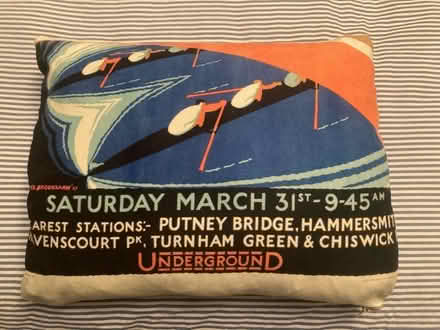 SATURDAY MARCH 31ST-9-45 AM
AREST STATIONS:- PUTNEY BRIDGE, HAMMERSMIT
VENSCOURT PK, TURNHAM GREEN & CHISWICK
UNDERGROUND